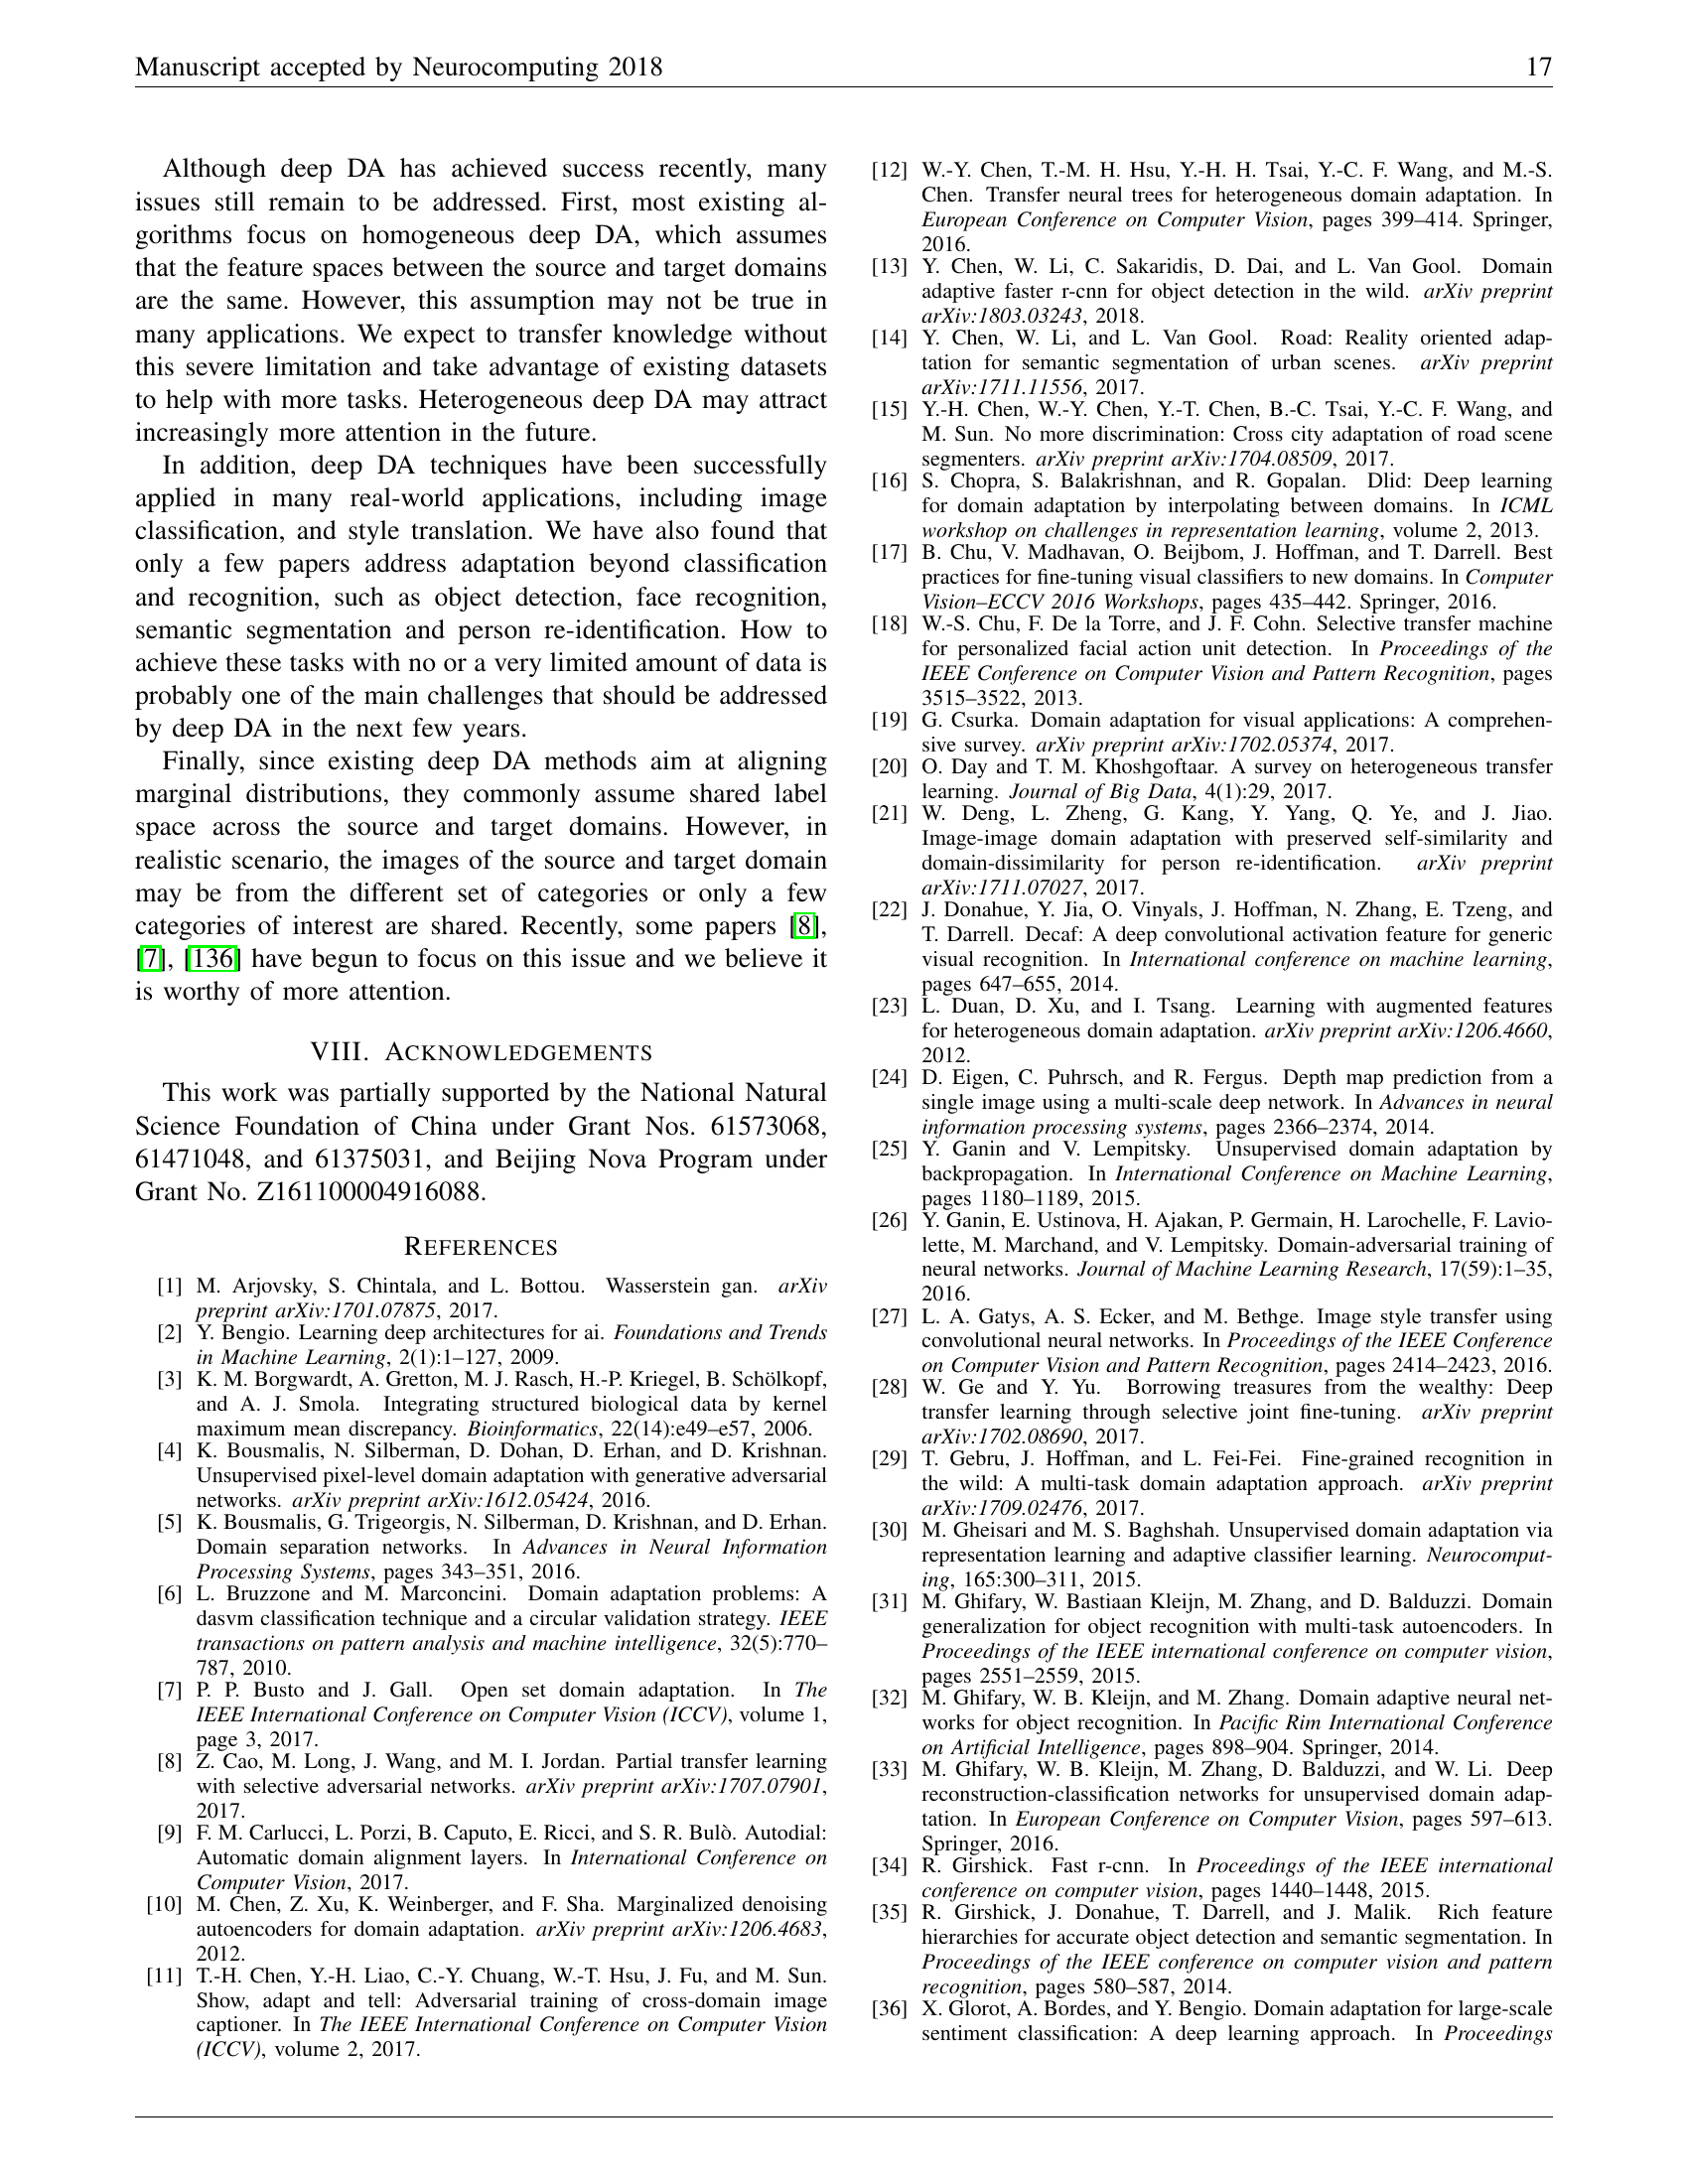 Manuscript accepted by Neurocomputing 2018
17
Although deep DA has achieved success recently, many
issues still remain to be addressed. First, most existing al-
gorithms focus on homogeneous deep DA, which assumes
that the feature spaces between the source and target domains
are the same. However, this assumption may not be true in
many applications. We expect to transfer knowledge without
this severe limitation and take advantage of existing datasets
to help with more tasks. Heterogeneous deep DA may attract
increasingly more attention in the future.
In addition, deep DA techniques have been successfully
applied in many real-world applications, including image
classification, and style translation. We have also found that
only a few papers address adaptation beyond classification
and recognition, such as object detection, face recognition,
semantic segmentation and person re-identification. How to
achieve these tasks with no or a very limited amount of data is
probably one of the main challenges that should be addressed
by deep DA in the next few years.
Finally, since existing deep DA methods aim at aligning
marginal distributions, they commonly assume shared label
space across the source and target domains. However, in
realistic scenario, the images of the source and target domain
may be from the different set of categories or only a few
categories of interest are shared. Recently, some papers [8],
[7], [136] have begun to focus on this issue and we believe it
is worthy of more attention.
VIII. ACKNOWLEDGEMENTS
This work was partially supported by the National Natural
Science Foundation of China under Grant Nos. 61573068,
61471048, and 61375031, and Beijing Nova Program under
Grant No. Z161100004916088.
REFERENCES
[1] M. Arjovsky, S. Chintala, and L. Bottou. Wasserstein gan. arXiv
preprint arXiv:1701.07875, 2017.
[2] Y. Bengio. Learning deep architectures for ai. Foundations and Trends
in Machine Learning, 2(1):1–127, 2009.
[3] K. M. Borgwardt, A. Gretton, M. J. Rasch, H.-P. Kriegel, B. Schölkopf,
and A. J. Smola. Integrating structured biological data by kernel
maximum mean discrepancy. Bioinformatics, 22(14):e49–e57, 2006.
[4] K. Bousmalis, N. Silberman, D. Dohan, D. Erhan, and D. Krishnan.
Unsupervised pixel-level domain adaptation with generative adversarial
networks. arXiv preprint arXiv:1612.05424, 2016.
[5] K. Bousmalis, G. Trigeorgis, N. Silberman, D. Krishnan, and D. Erhan.
Domain separation networks. In Advances in Neural Information
Processing Systems, pages 343–351, 2016.
[6] L. Bruzzone and M. Marconcini. Domain adaptation problems: A
dasvm classification technique and a circular validation strategy. IEEE
transactions on pattern analysis and machine intelligence, 32(5):770–
787, 2010.
[7] P. P. Busto and J. Gall. Open set domain adaptation. In The
IEEE International Conference on Computer Vision (ICCV), volume 1,
page 3, 2017.
[8] Z. Cao, M. Long, J. Wang, and M. I. Jordan. Partial transfer learning
with selective adversarial networks. arXiv preprint arXiv:1707.07901,
2017.
[9] F. M. Carlucci, L. Porzi, B. Caputo, E. Ricci, and S. R. Bulò. Autodial:
Automatic domain alignment layers. In International Conference on
Computer Vision, 2017.
[10] M. Chen, Z. Xu, K. Weinberger, and F. Sha. Marginalized denoising
autoencoders for domain adaptation. arXiv preprint arXiv:1206.4683,
2012.
[11] T.-H. Chen, Y.-H. Liao, C.-Y. Chuang, W.-T. Hsu, J. Fu, and M. Sun.
Show, adapt and tell: Adversarial training of cross-domain image
captioner. In The IEEE International Conference on Computer Vision
(ICCV), volume 2, 2017.
[12] W.-Y. Chen, T.-M. H. Hsu, Y.-H. H. Tsai, Y.-C. F. Wang, and M.-S.
Chen. Transfer neural trees for heterogeneous domain adaptation. In
European Conference on Computer Vision, pages 399–414. Springer,
2016.
[13] Y. Chen, W. Li, C. Sakaridis, D. Dai, and L. Van Gool. Domain
adaptive faster r-cnn for object detection in the wild. arXiv preprint
arXiv:1803.03243, 2018.
[14] Y. Chen, W. Li, and L. Van Gool. Road: Reality oriented adap-
tation for semantic segmentation of urban scenes. arXiv preprint
arXiv:1711.11556, 2017.
[15] Y.-H. Chen, W.-Y. Chen, Y.-T. Chen, B.-C. Tsai, Y.-C. F. Wang, and
M. Sun. No more discrimination: Cross city adaptation of road scene
segmenters. arXiv preprint arXiv:1704.08509, 2017.
[16] S. Chopra, S. Balakrishnan, and R. Gopalan. Dlid: Deep learning
for domain adaptation by interpolating between domains. In ICML
workshop on challenges in representation learning, volume 2, 2013.
[17] B. Chu, V. Madhavan, O. Beijbom, J. Hoffman, and T. Darrell. Best
practices for fine-tuning visual classifiers to new domains. In Computer
Vision–ECCV 2016 Workshops, pages 435–442. Springer, 2016.
[18] W.-S. Chu, F. De la Torre, and J. F. Cohn. Selective transfer machine
for personalized facial action unit detection. In Proceedings of the
IEEE Conference on Computer Vision and Pattern Recognition, pages
3515–3522, 2013.
[19] G. Csurka. Domain adaptation for visual applications: A comprehen-
sive survey. arXiv preprint arXiv:1702.05374, 2017.
[20] O. Day and T. M. Khoshgoftaar. A survey on heterogeneous transfer
learning. Journal of Big Data, 4(1):29, 2017.
[21] W. Deng, L. Zheng, G. Kang, Y. Yang, Q. Ye, and J. Jiao.
Image-image domain adaptation with preserved self-similarity and
domain-dissimilarity for person re-identification. arXiv preprint
arXiv:1711.07027, 2017.
[22] J. Donahue, Y. Jia, O. Vinyals, J. Hoffman, N. Zhang, E. Tzeng, and
T. Darrell. Decaf: A deep convolutional activation feature for generic
visual recognition. In International conference on machine learning,
pages 647–655, 2014.
[23] L. Duan, D. Xu, and I. Tsang. Learning with augmented features
for heterogeneous domain adaptation. arXiv preprint arXiv:1206.4660,
2012.
[24] D. Eigen, C. Puhrsch, and R. Fergus. Depth map prediction from a
single image using a multi-scale deep network. In Advances in neural
information processing systems, pages 2366–2374, 2014.
[25] Y. Ganin and V. Lempitsky. Unsupervised domain adaptation by
backpropagation. In International Conference on Machine Learning,
pages 1180–1189, 2015.
[26] Y. Ganin, E. Ustinova, H. Ajakan, P. Germain, H. Larochelle, F. Lavio-
lette, M. Marchand, and V. Lempitsky. Domain-adversarial training of
neural networks. Journal of Machine Learning Research, 17(59):1–35,
2016.
[27] L. A. Gatys, A. S. Ecker, and M. Bethge. Image style transfer using
convolutional neural networks. In Proceedings of the IEEE Conference
on Computer Vision and Pattern Recognition, pages 2414–2423, 2016.
[28] W. Ge and Y. Yu. Borrowing treasures from the wealthy: Deep
transfer learning through selective joint fine-tuning. arXiv preprint
arXiv:1702.08690, 2017.
[29] T. Gebru, J. Hoffman, and L. Fei-Fei. Fine-grained recognition in
the wild: A multi-task domain adaptation approach. arXiv preprint
arXiv:1709.02476, 2017.
[30] M. Gheisari and M. S. Baghshah. Unsupervised domain adaptation via
representation learning and adaptive classifier learning. Neurocomput-
ing, 165:300–311, 2015.
[31] M. Ghifary, W. Bastiaan Kleijn, M. Zhang, and D. Balduzzi. Domain
generalization for object recognition with multi-task autoencoders. In
Proceedings of the IEEE international conference on computer vision,
pages 2551–2559, 2015.
[32] M. Ghifary, W. B. Kleijn, and M. Zhang. Domain adaptive neural net-
works for object recognition. In Pacific Rim International Conference
on Artificial Intelligence, pages 898–904. Springer, 2014.
[33] M. Ghifary, W. B. Kleijn, M. Zhang, D. Balduzzi, and W. Li. Deep
reconstruction-classification networks for unsupervised domain adap-
tation. In European Conference on Computer Vision, pages 597–613.
Springer, 2016.
[34] R. Girshick. Fast r-cnn. In Proceedings of the IEEE international
conference on computer vision, pages 1440–1448, 2015.
[35] R. Girshick, J. Donahue, T. Darrell, and J. Malik. Rich feature
hierarchies for accurate object detection and semantic segmentation. In
Proceedings of the IEEE conference on computer vision and pattern
recognition, pages 580–587, 2014.
[36] X. Glorot, A. Bordes, and Y. Bengio. Domain adaptation for large-scale
sentiment classification: A deep learning approach. In Proceedings